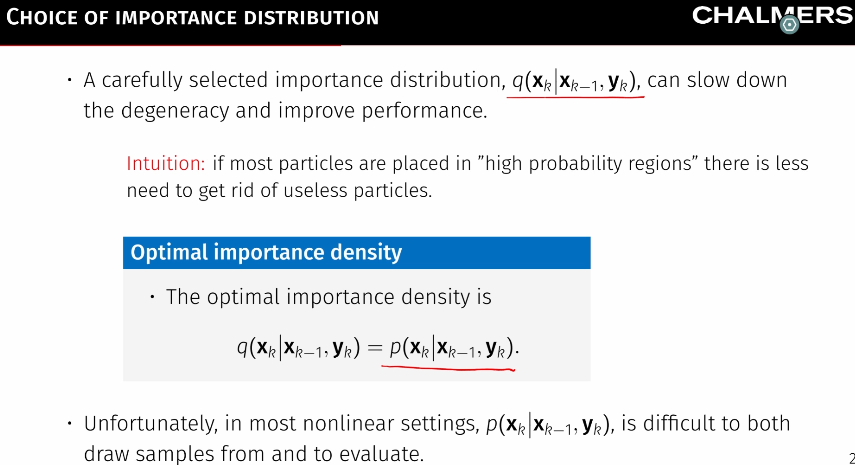 CHOICE OF IMPORTANCE DISTRIBUTION
CHALMERS
· A carefully selected importance distribution, q(xₖ|xₖ₋₁, yₖ), can slow down
the degeneracy and improve performance.
Intuition: if most particles are placed in ”high probability regions” there is less
need to get rid of useless particles.
Optimal importance density
· The optimal importance density is
q(xₖ|xₖ₋₁, yₖ) = p(xₖ|xₖ₋₁, yₖ).
· Unfortunately, in most nonlinear settings, p(xₖ|xₖ₋₁, yₖ), is difficult to both
draw samples from and to evaluate.
2